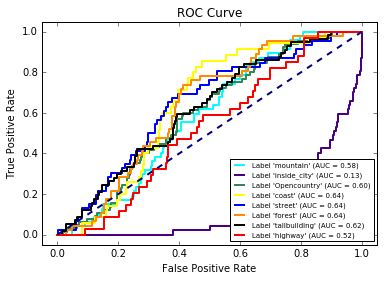 ROC Curve
True Positive Rate
1.0
0.8
0.6
0.4
0.2
0.0
Label 'mountain' (AUC = 0.58)
Label 'inside_city' (AUC = 0.13)
Label 'Opencountry' (AUC = 0.60)
Label 'coast' (AUC = 0.64)
Label 'street' (AUC = 0.64)
Label 'forest' (AUC = 0.64)
Label 'tallbuilding' (AUC = 0.62)
Label 'highway' (AUC = 0.52)
0.0 0.2 0.4 0.6 0.8 1.0
False Positive Rate